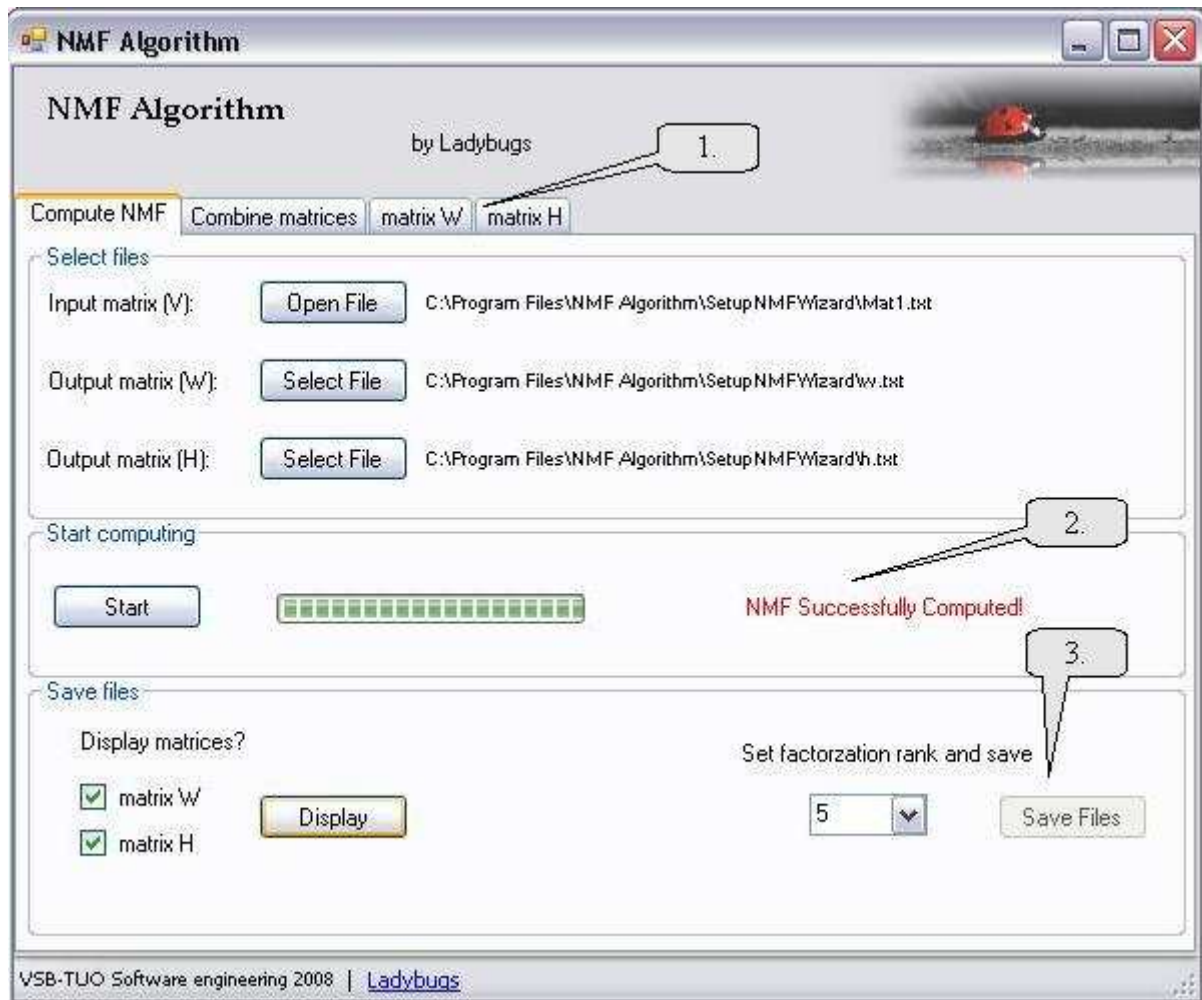 NMF Algorithm
NMF Algorithm
by Ladybugs
1.
Compute NMF
Combine matrices
matrix W
matrix H
Select files
Input matrix (V):
Open File
C:\Program Files\NMF Algorithm\SetupNMFWizard\Mat1.txt
Output matrix (W):
Select File
C:\Program Files\NMF Algorithm\SetupNMFWizard\w.txt
Output matrix (H):
Select File
C:\Program Files\NMF Algorithm\SetupNMFWizard\h.txt
2.
Start computing
Start
NMF Successfully Computed!
3.
Save files
Display matrices?
Set factorzation rank and save
matrix W
matrix H
Display
5
Save Files
VSB-TUO Software engineering 2008 | Ladybugs